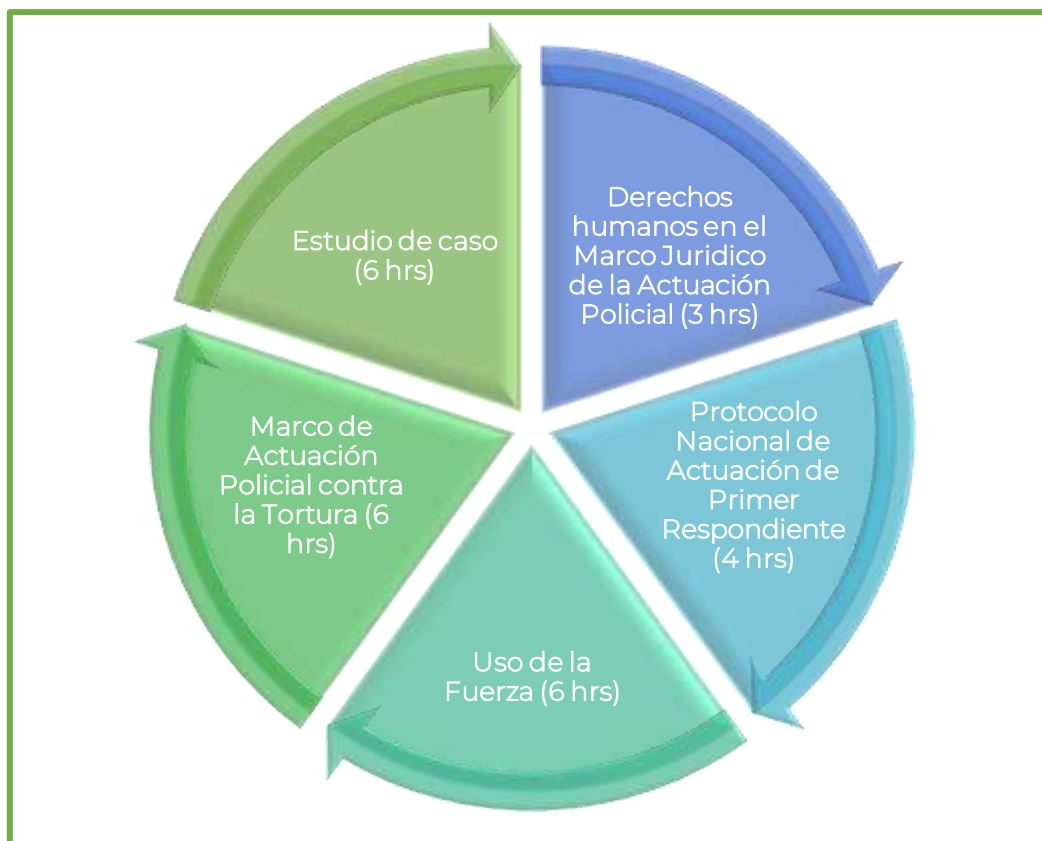 Derechos
humanos en el
Marco Juridico
de la Actuación
Policial (3 hrs)
Protocolo
Nacional de
Actuación de
Primer
Respondiente
(4 hrs)
Uso de la
Fuerza (6 hrs)
Marco de
Actuación
Policial contra
la Tortura (6
hrs)
Estudio de caso
(6 hrs)